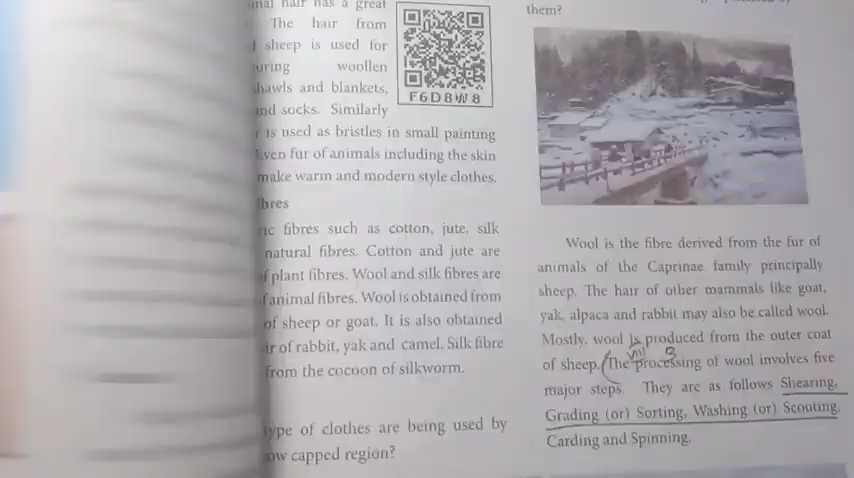 hair has a great
The hair from
sheep is used for
woollen
and blankets,
and socks. Similarly
F6D8W8
is used as bristles in small painting
Even fur of animals including the skin
make warm and modern style clothes.
fibres such as cotton, jute, silk
natural fibres. Cotton and jute are
plant fibres. Wool and silk fibres are
animal fibres. Wool is obtained from
of sheep or goat. It is also obtained
of rabbit, yak and camel. Silk fibre
from the cocoon of silkworm.
type of clothes are being used by
capped region?
them?
Wool is the fibre derived from the fur of
animals of the Caprinae family principally
sheep. The hair of other mammals like goat,
yak, alpaca and rabbit may also be called wool.
Mostly, wool is produced from the outer coat
of sheep. The processing of wool involves five
major steps. They are as follows Shearing,
Grading (or) Sorting, Washing (or) Scouting,
Carding and Spinning.